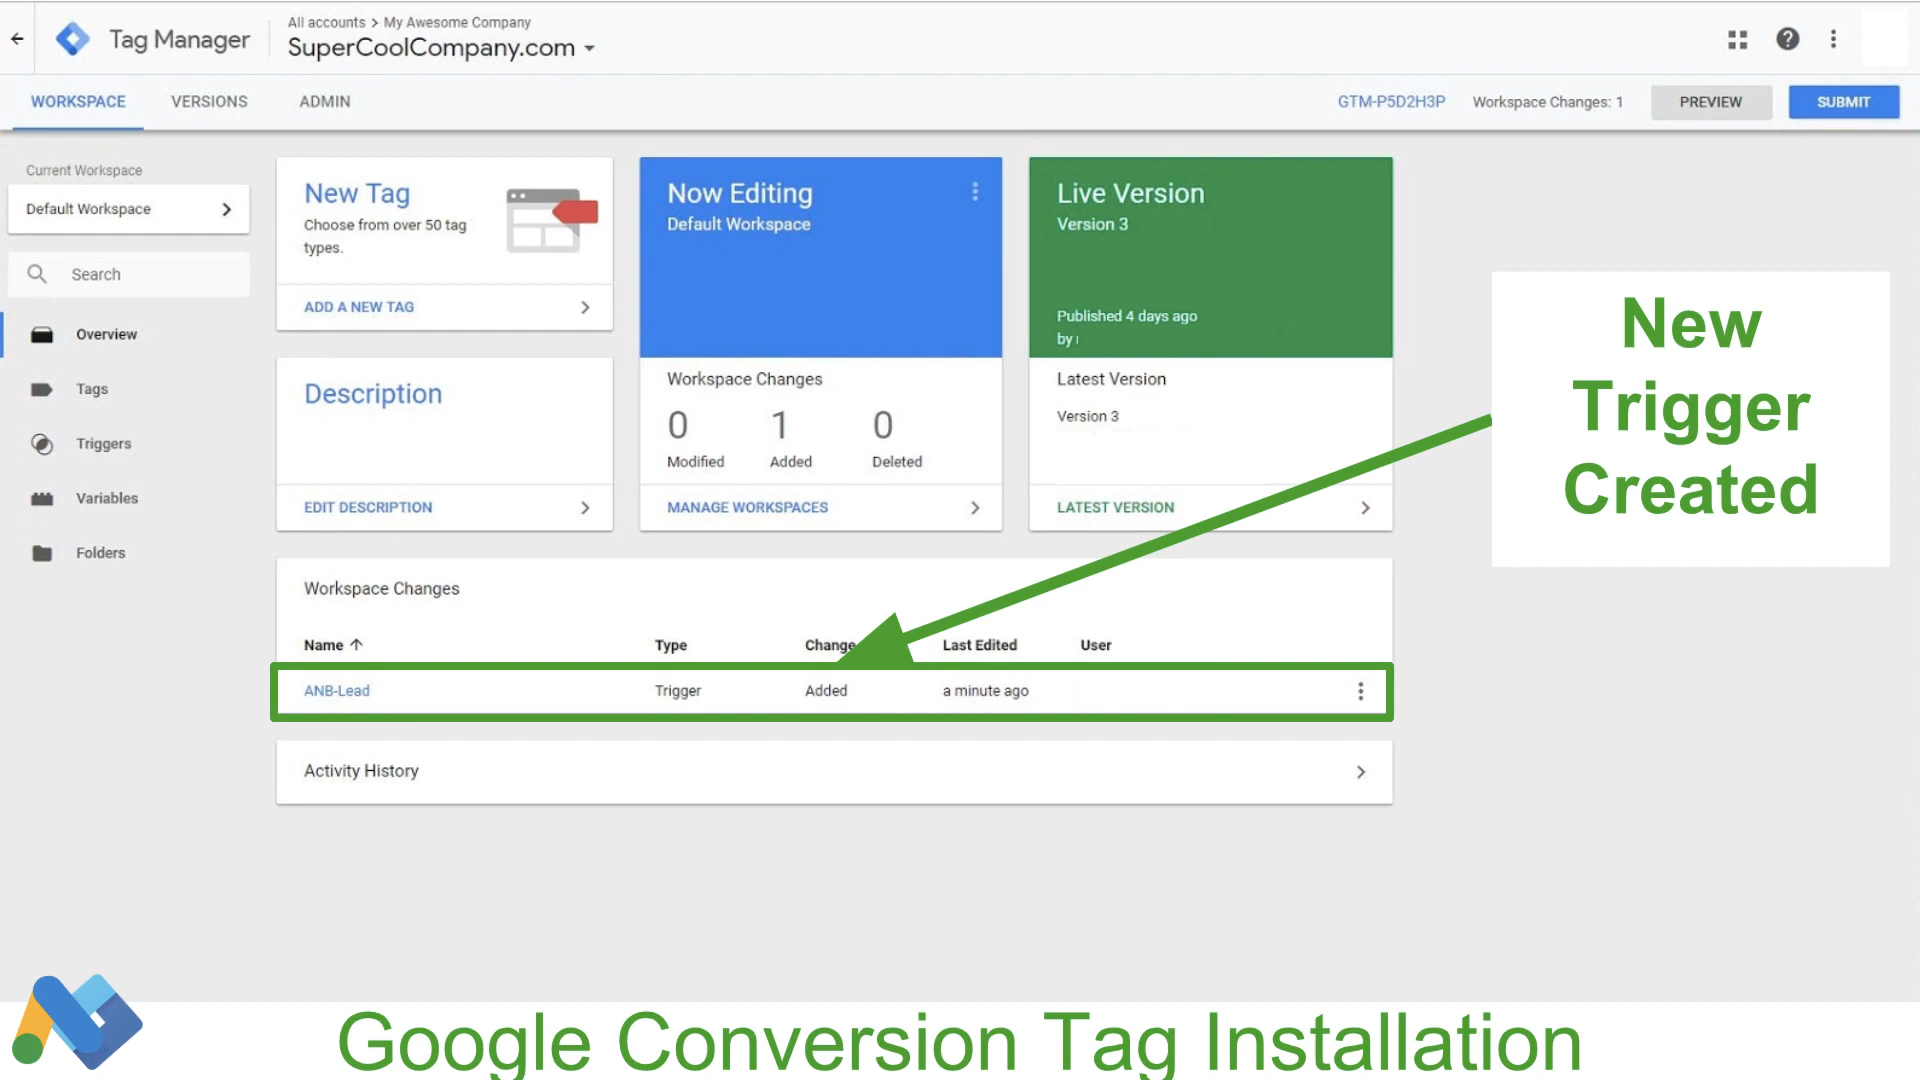 All accounts > My Awesome Company
Tag Manager
SuperCoolCompany.com
WORKSPACE VERSIONS ADMIN
GTM-P5D2H3P Workspace Changes: 1 PREVIEW SUBMIT
Current Workspace
Default Workspace
Search
Overview
Tags
Triggers
Variables
Folders
New Tag
Choose from over 50 tag
types.
ADD A NEW TAG
Description
EDIT DESCRIPTION
Now Editing
Default Workspace
Workspace Changes
0 1 0
Modified Added Deleted
MANAGE WORKSPACES
Live Version
Version 3
Published 4 days ago
by
Latest Version
Version 3
LATEST VERSION
New
Trigger
Created
Workspace Changes
Name Type Change Last Edited User
ANB-Lead Trigger Added a minute ago
Activity History
Google Conversion Tag Installation